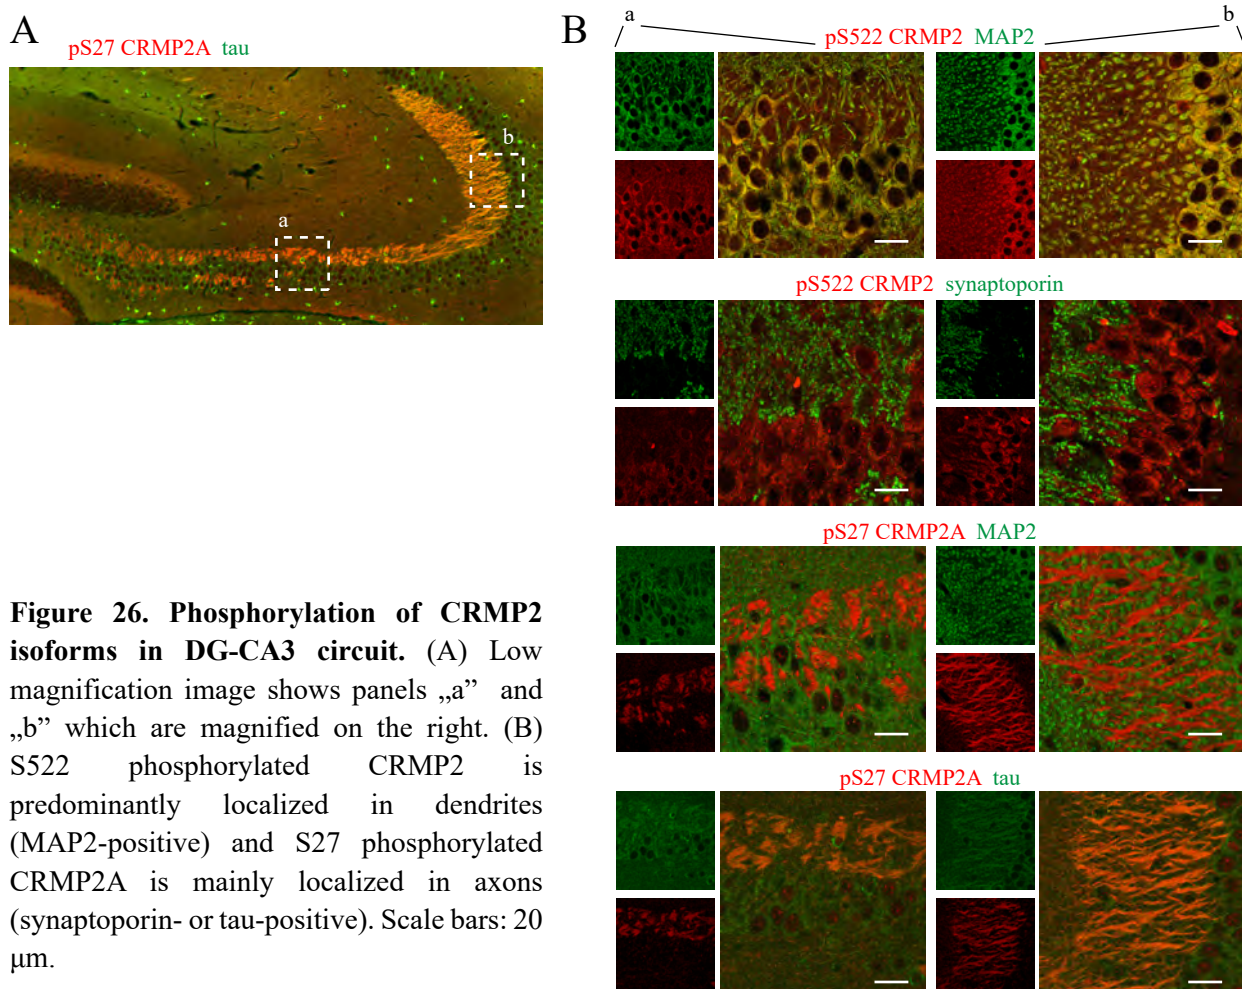 A
pS27 CRMP2A tau
b
a
B
a
b
pS522 CRMP2 MAP2
pS522 CRMP2 synaptoporin
pS27 CRMP2A MAP2
pS27 CRMP2A tau
Figure 26. Phosphorylation of CRMP2
isoforms in DG-CA3 circuit. (A) Low
magnification image shows panels „a” and
„b” which are magnified on the right. (B)
S522 phosphorylated CRMP2 is
predominantly localized in dendrites
(MAP2-positive) and S27 phosphorylated
CRMP2A is mainly localized in axons
(synaptoporin- or tau-positive). Scale bars: 20
μm.